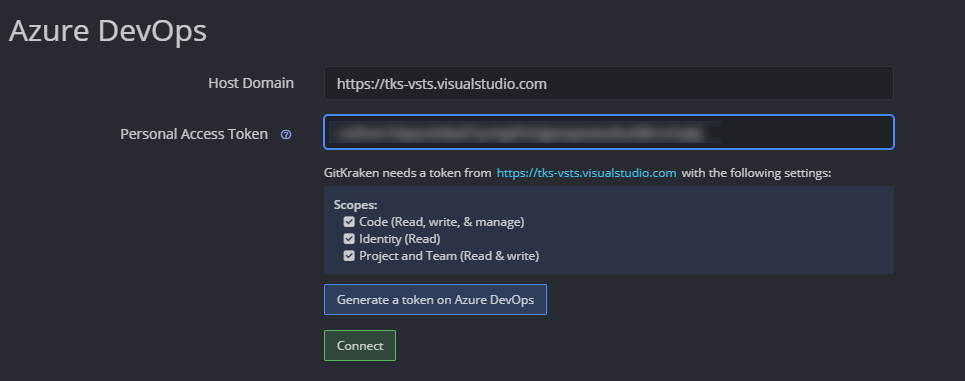 Azure DevOps
Host Domain https://tks-vsts.visualstudio.com
Personal Access Token
GitKraken needs a token from https://tks-vsts.visualstudio.com with the following settings:
Scopes:
Code (Read, write, & manage)
Identity (Read)
Project and Team (Read & write)
Generate a token on Azure DevOps
Connect